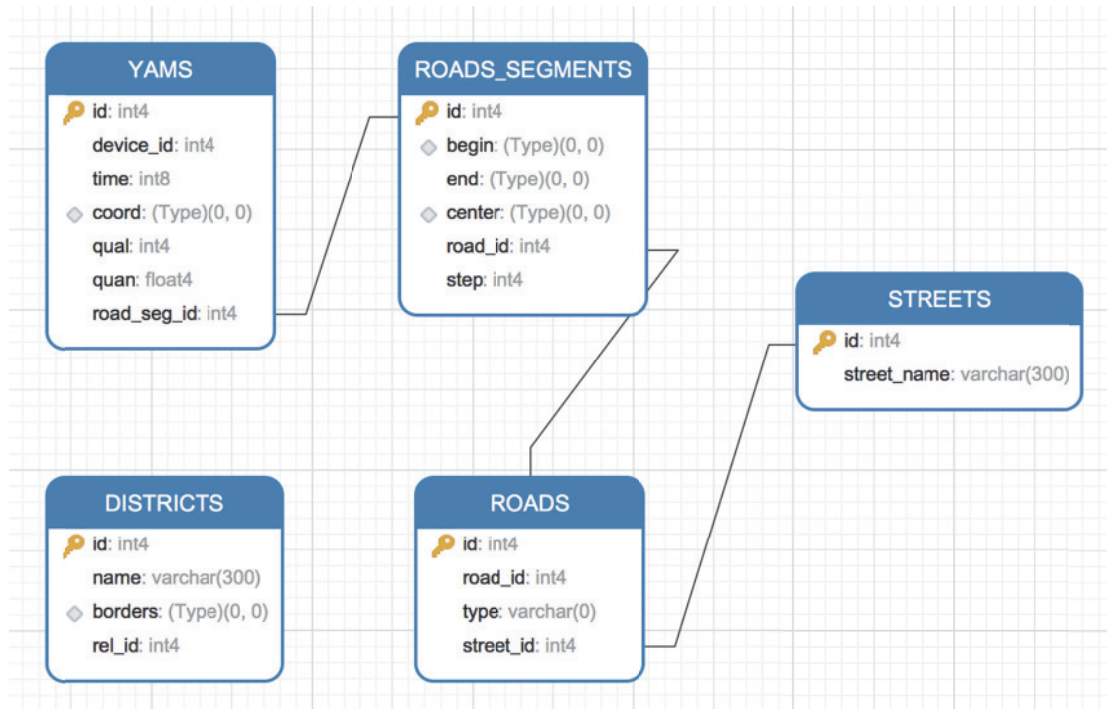 YAMS
id: int4
device_id: int4
time: int8
coord: (Type)(0, 0)
qual: int4
quan: float4
road_seg_id: int4
ROADS_SEGMENTS
id: int4
begin: (Type)(0, 0)
end: (Type)(0, 0)
center: (Type)(0, 0)
road_id: int4
step: int4
STREETS
id: int4
street_name: varchar(300)
DISTRICTS
id: int4
name: varchar(300)
borders: (Type)(0, 0)
rel_id: int4
ROADS
id: int4
road_id: int4
type: varchar(0)
street_id: int4